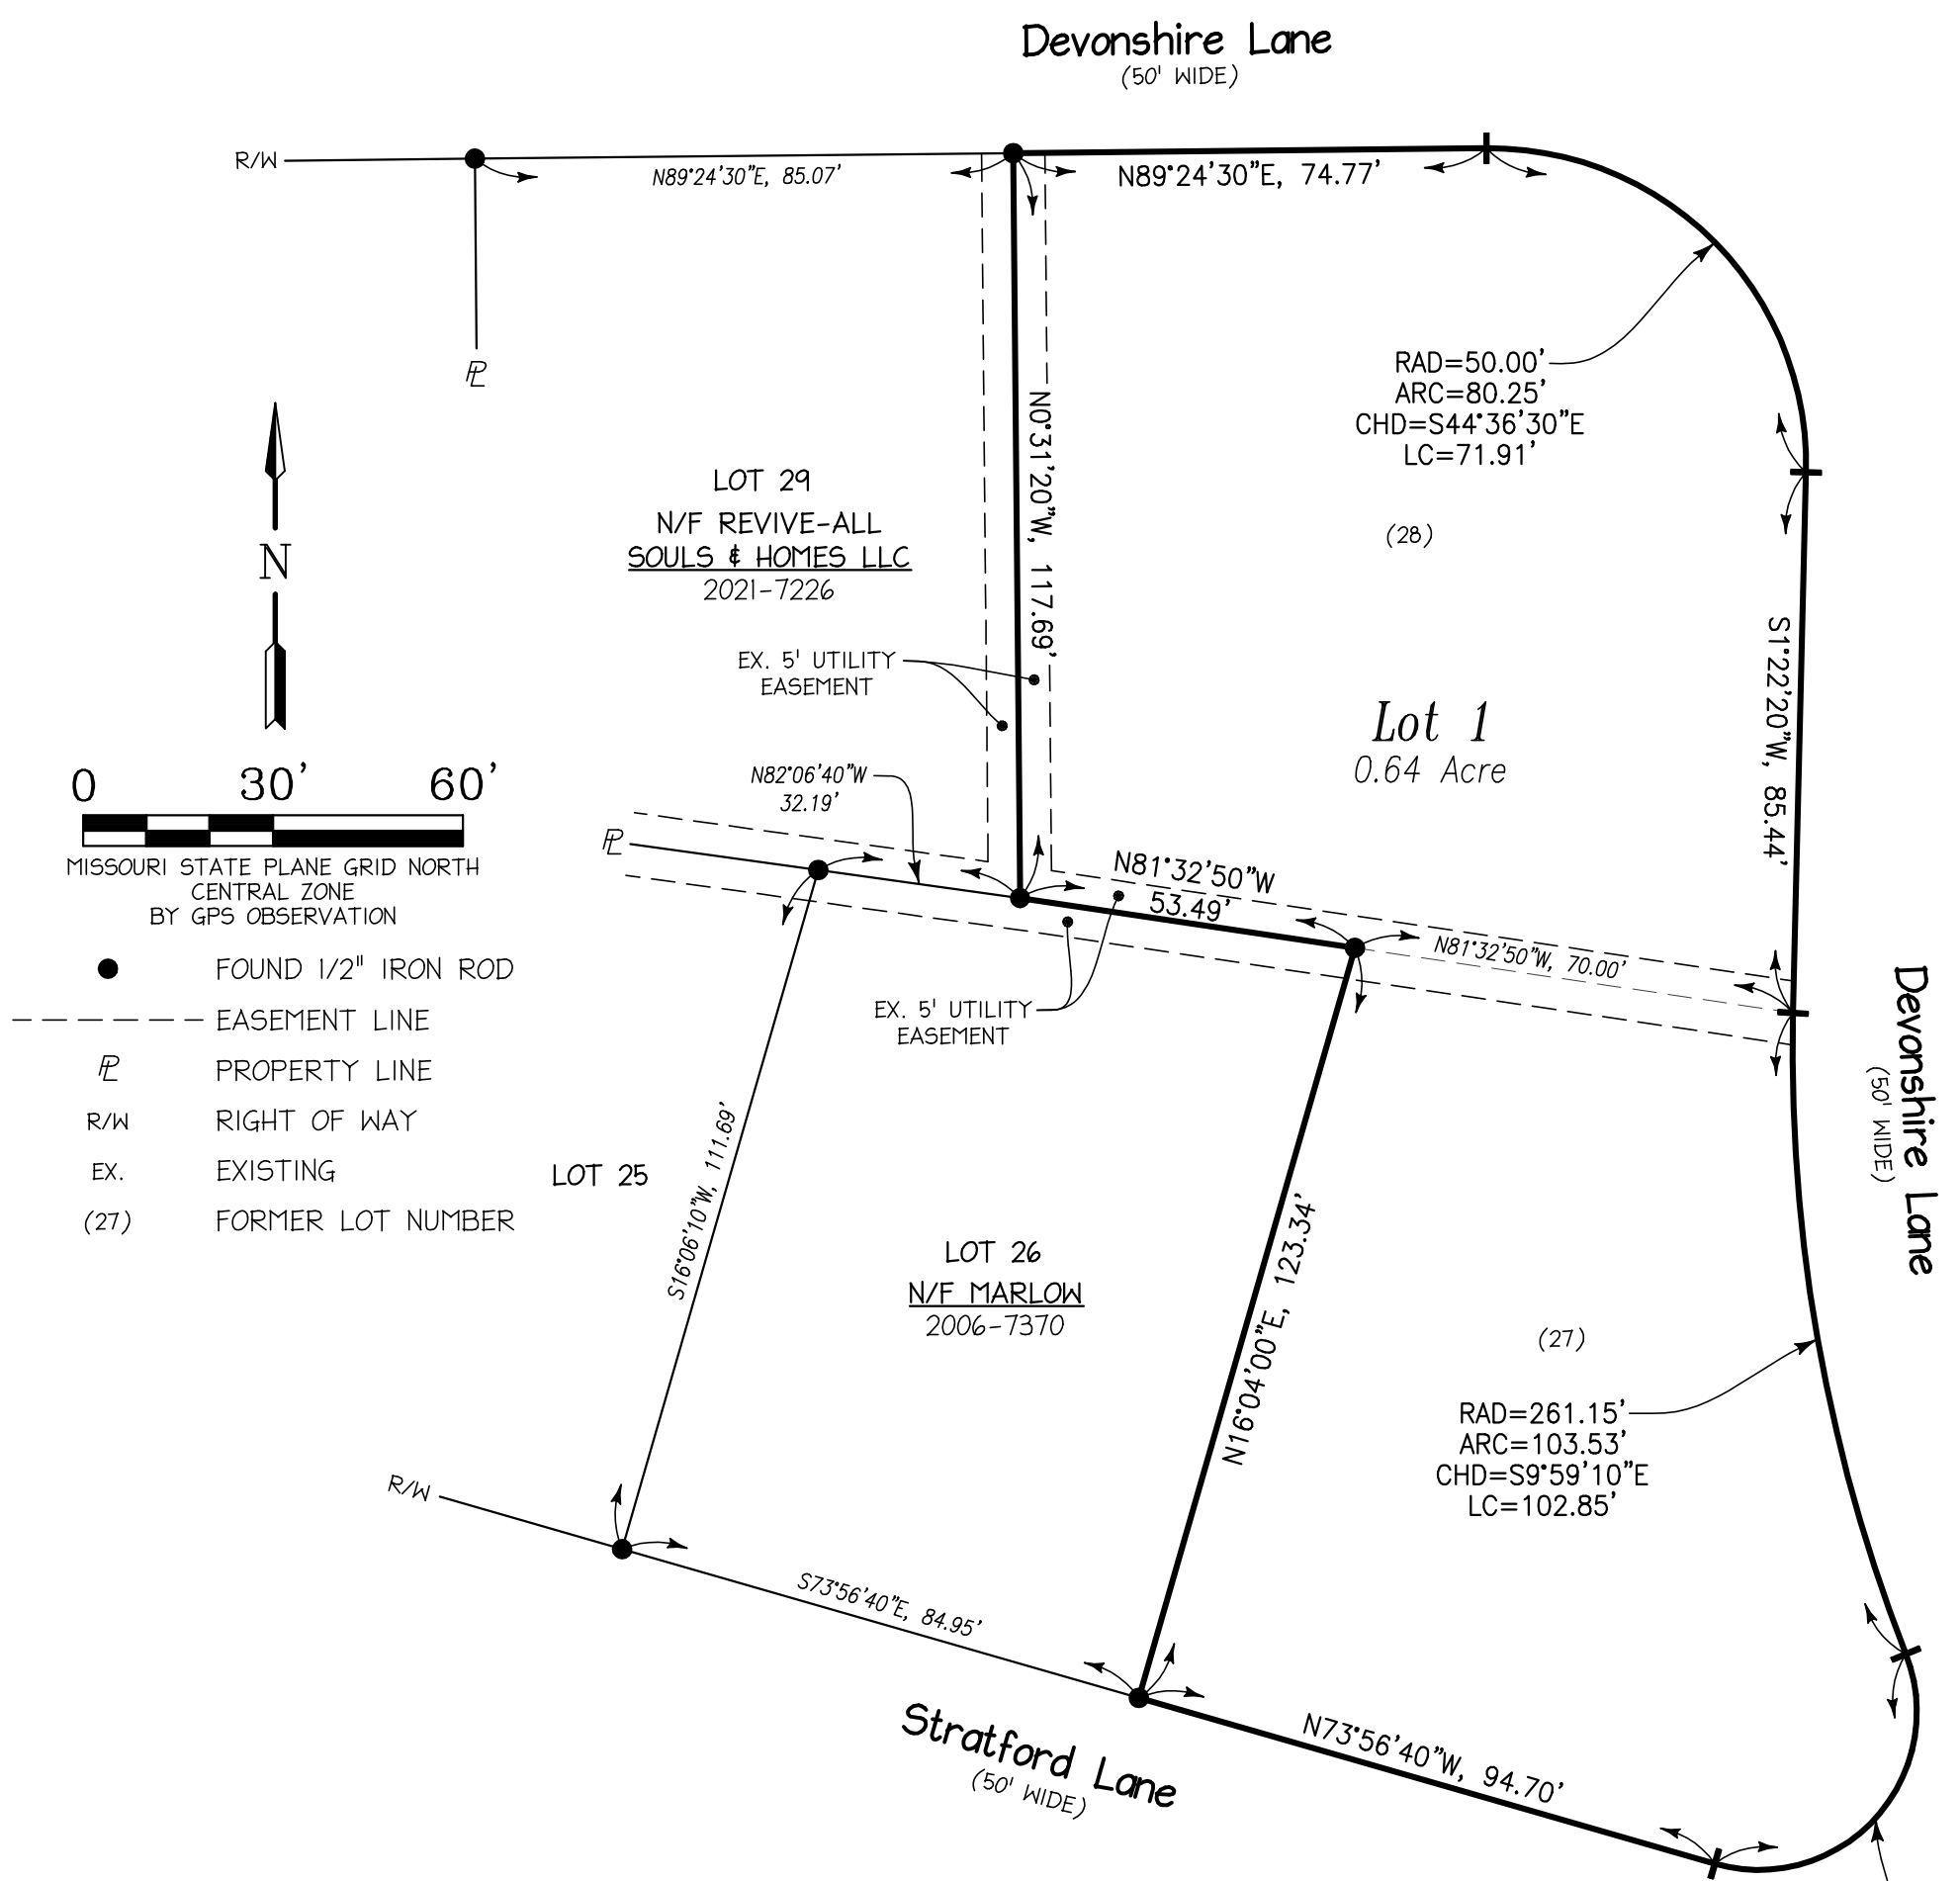 Devonshire Lane
(50' WIDE)
R/W
N89°24'30"E, 85.07'
N89°24'30"E, 74.77'
PL
RAD=50.00'
ARC=80.25'
CHD=S44°36'30"E
LC=71.91'
N0°31'20"W, 117.69'
LOT 29
N/F REVIVE-ALL
SOULS & HOMES LLC
2021-7226
(28)
N
EX. 5' UTILITY
EASEMENT
S1°22'20"W, 85.44'
Lot 1
0.64 Acre
0 30' 60'
MISSOURI STATE PLANE GRID NORTH
CENTRAL ZONE
BY GPS OBSERVATION
N82°06'40"W
32.19'
PL
N81°32'50"W
53.49'
N81°32'50"W, 70.00'
EX. 5' UTILITY
EASEMENT
FOUND 1/2" IRON ROD
EASEMENT LINE
PL PROPERTY LINE
R/W RIGHT OF WAY
EX. EXISTING
(27) FORMER LOT NUMBER
Devonshire Lane
(50' WIDE)
LOT 25
S16°06'10"W, 111.69'
LOT 26
N/F MARLOW
2006-7370
N16°04'00"E, 123.34'
(27)
RAD=261.15'
ARC=103.53'
CHD=S9°59'10"E
LC=102.85'
R/W
S73°56'40"E, 84.95'
Stratford Lane
(50' WIDE)
N73°56'40"W, 94.70'